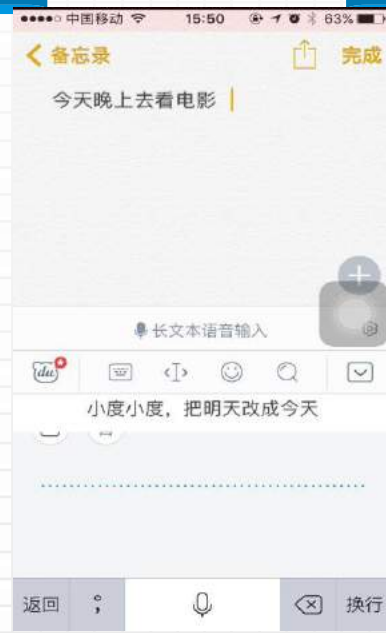 中国移动 15:50 63%
备忘录 完成
今天晚上去看电影
长文本语音输入
du
小度小度，把明天改成今天
返回 ° ; 换行